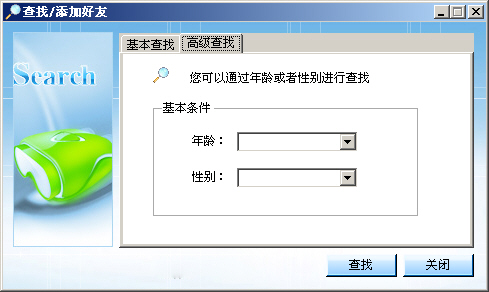 查找/添加好友
Search
基本查找 高级查找
您可以通过年龄或者性别进行查找
基本条件
年龄：
性别：
查找 关闭